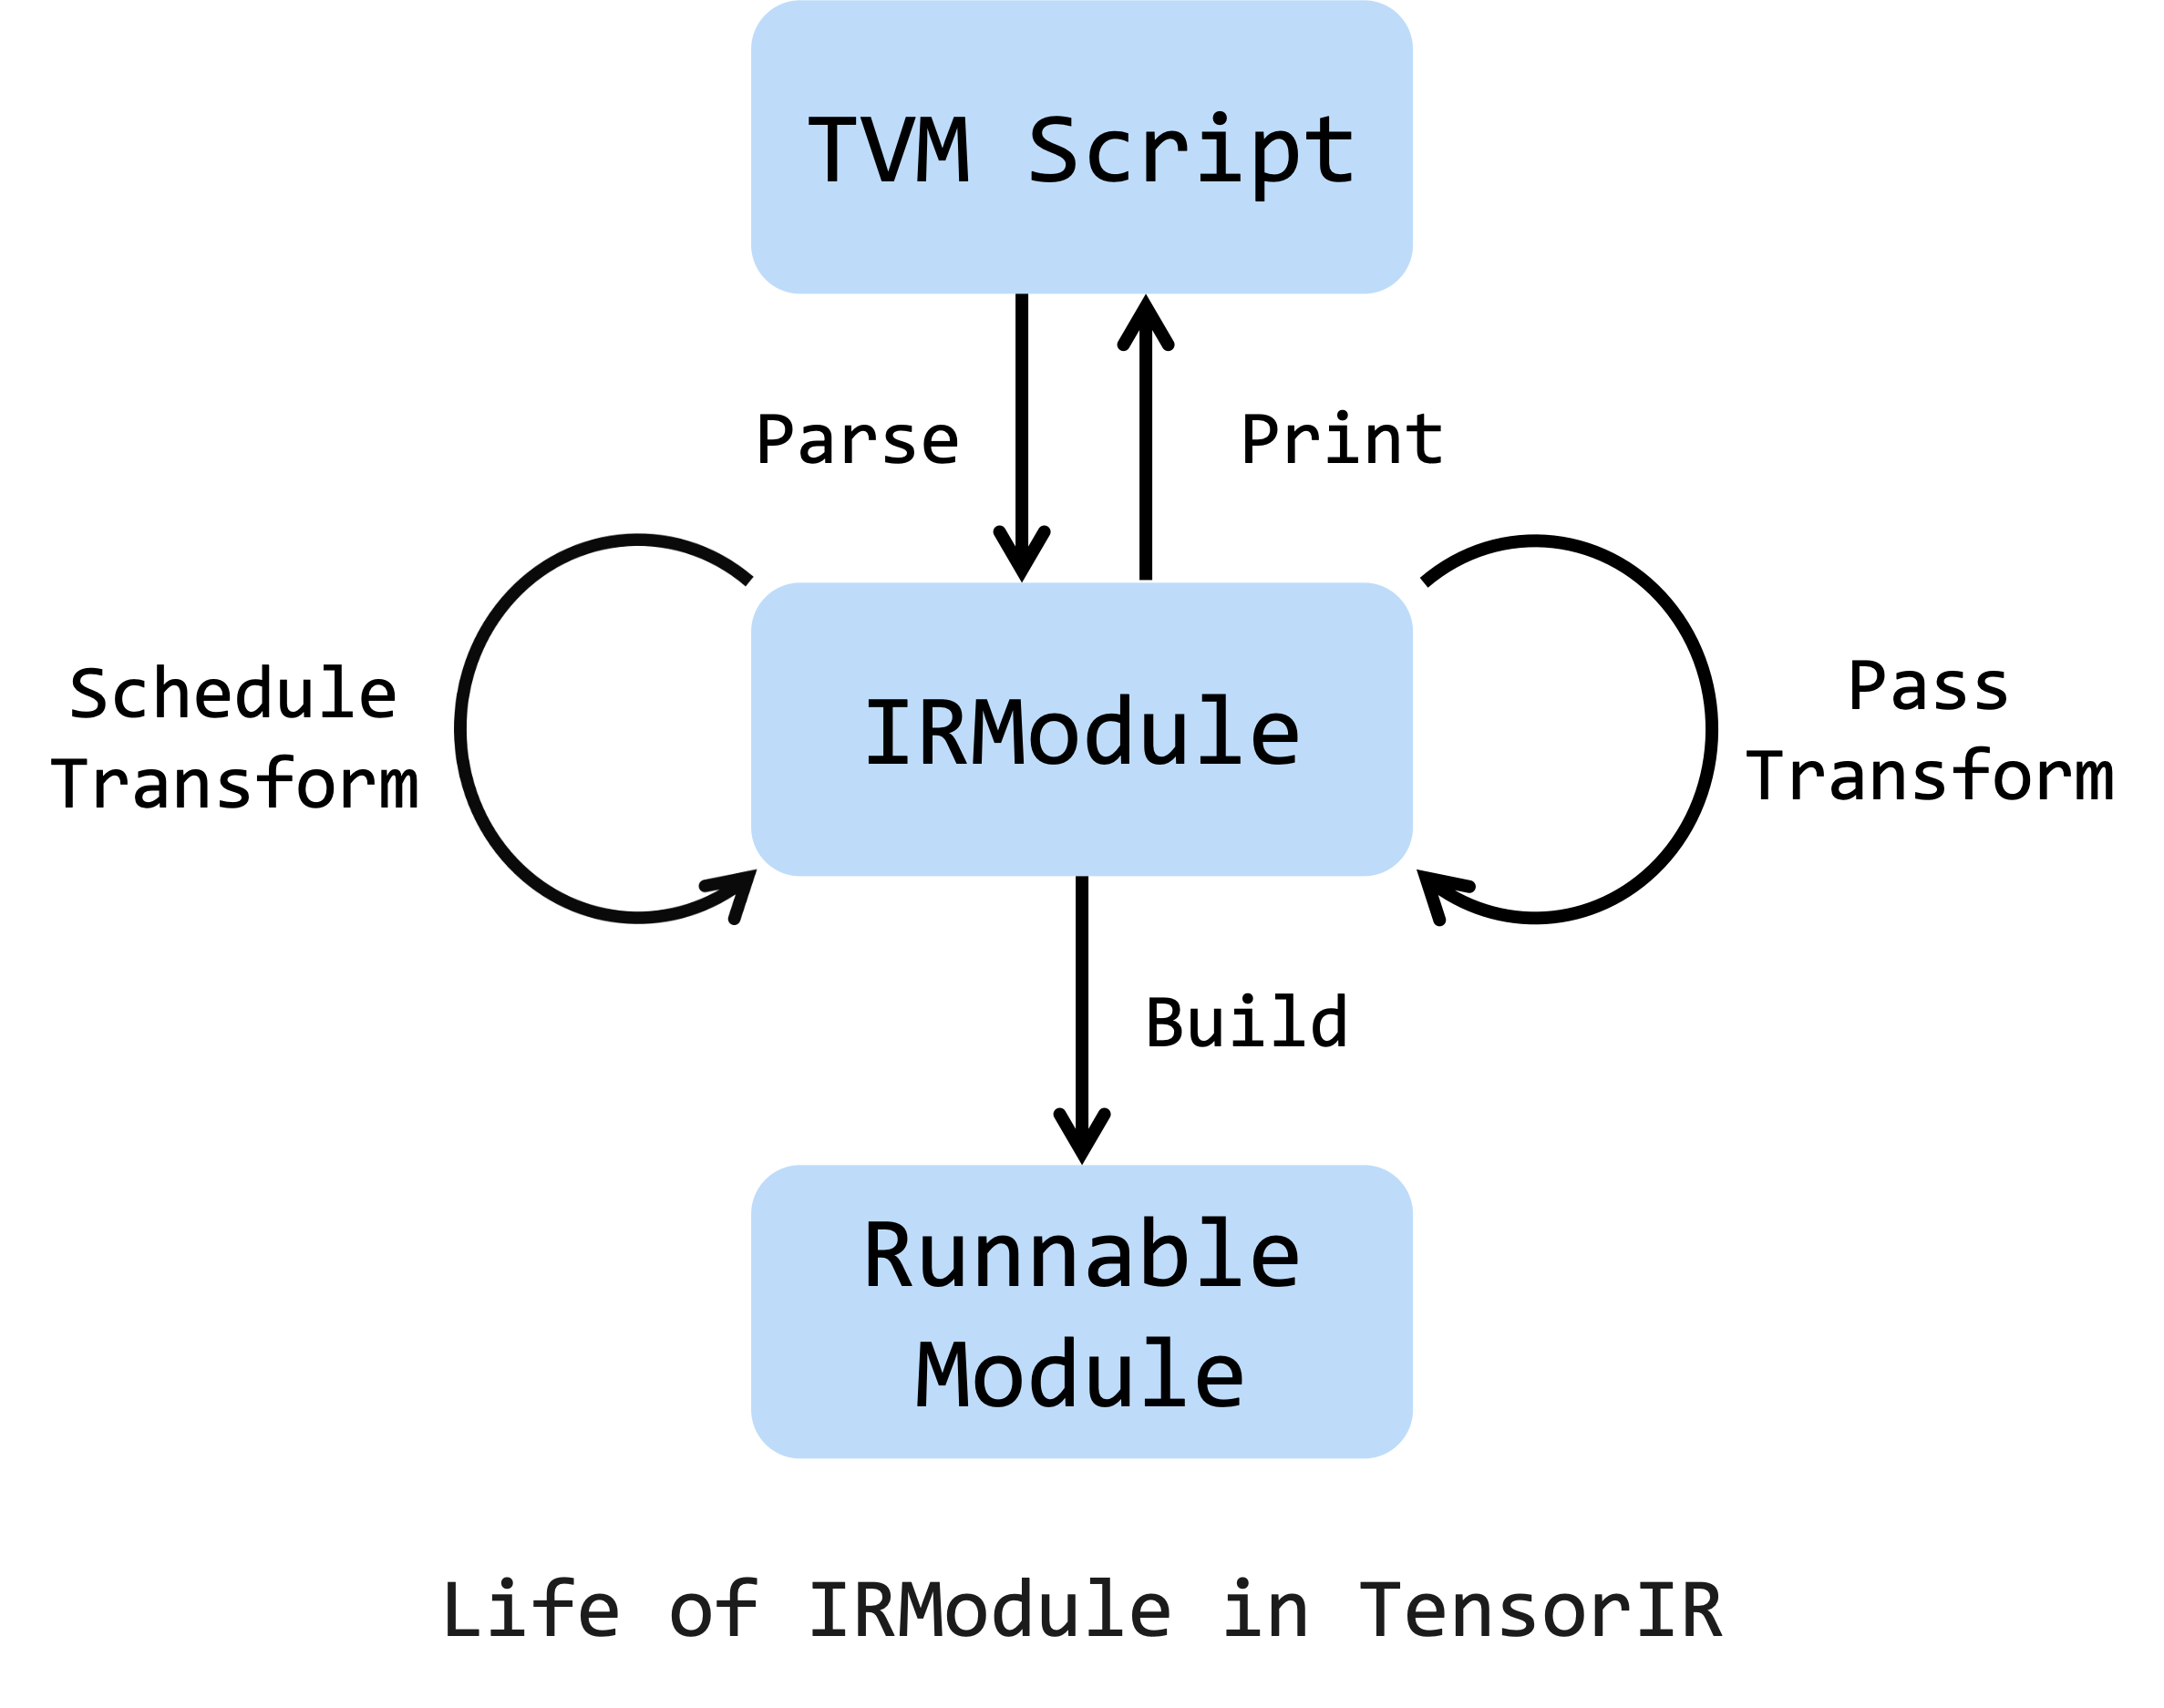 TVM Script
Parse
Print
Schedule
Transform
IRModule
Pass
Transform
Build
Runnable
Module
Life of IRModule in TensorIR